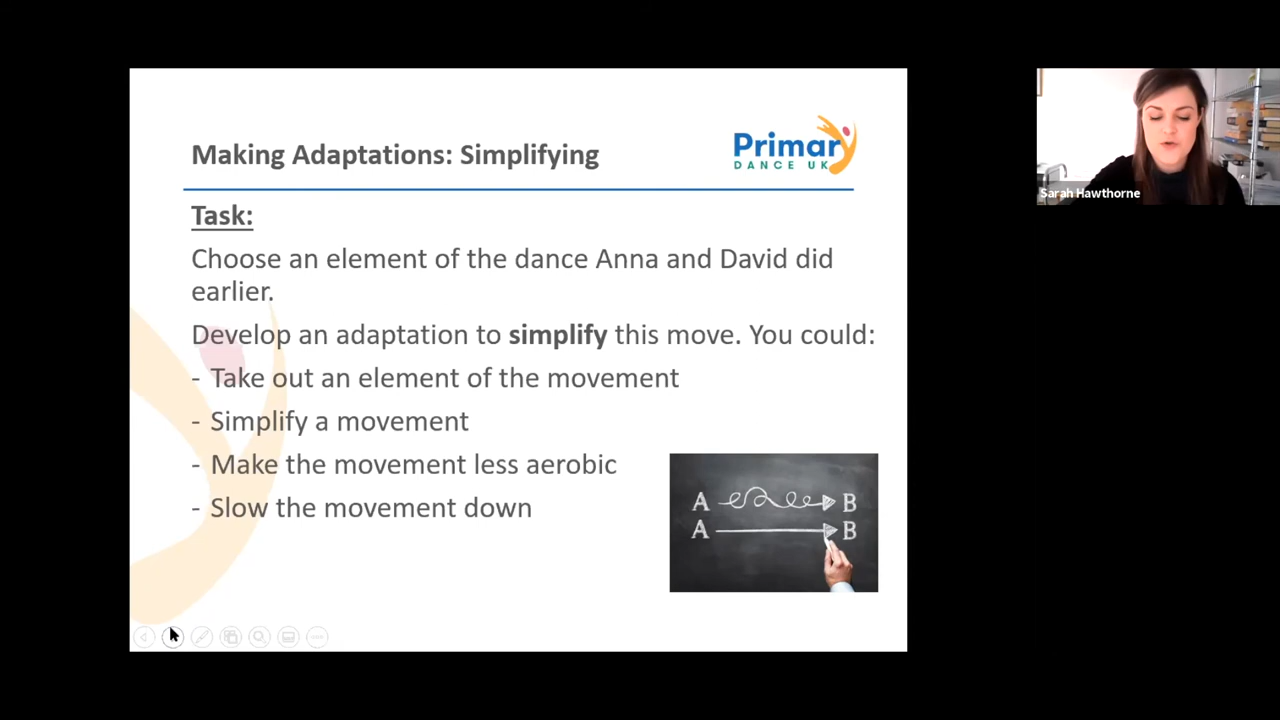 Making Adaptations: Simplifying
Primary
DANCE UK
Sarah Hawthorne
Task:
Choose an element of the dance Anna and David did
earlier.
Develop an adaptation to simplify this move. You could:
- Take out an element of the movement
- Simplify a movement
- Make the movement less aerobic
- Slow the movement down
A B
A B